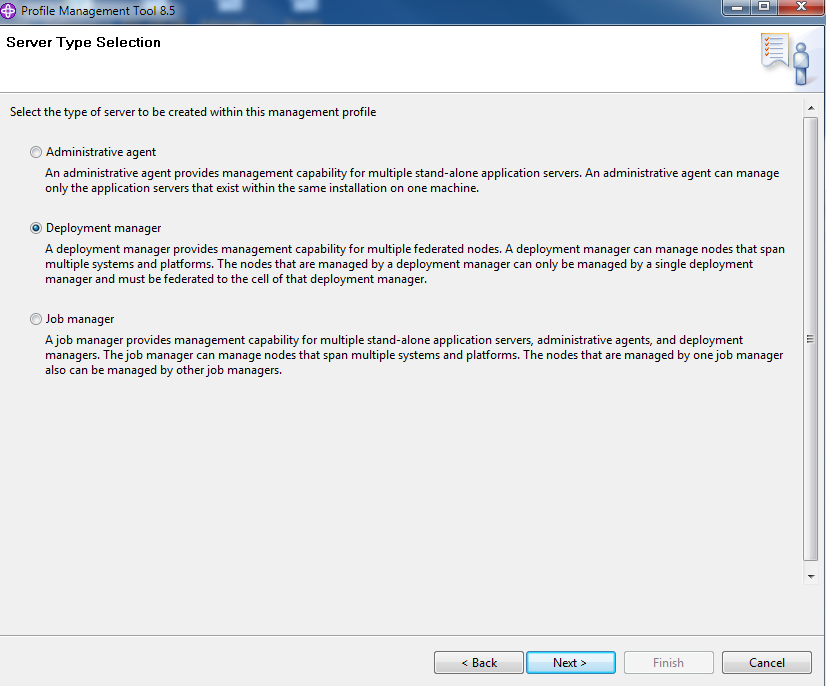 Profile Management Tool 8.5
Server Type Selection
Select the type of server to be created within this management profile
Administrative agent
An administrative agent provides management capability for multiple stand-alone application servers. An administrative agent can manage
only the application servers that exist within the same installation on one machine.
Deployment manager
A deployment manager provides management capability for multiple federated nodes. A deployment manager can manage nodes that span
multiple systems and platforms. The nodes that are managed by a deployment manager can only be managed by a single deployment
manager and must be federated to the cell of that deployment manager.
Job manager
A job manager provides management capability for multiple stand-alone application servers, administrative agents, and deployment
managers. The job manager can manage nodes that span multiple systems and platforms. The nodes that are managed by one job manager
also can be managed by other job managers.
< Back Next > Finish Cancel